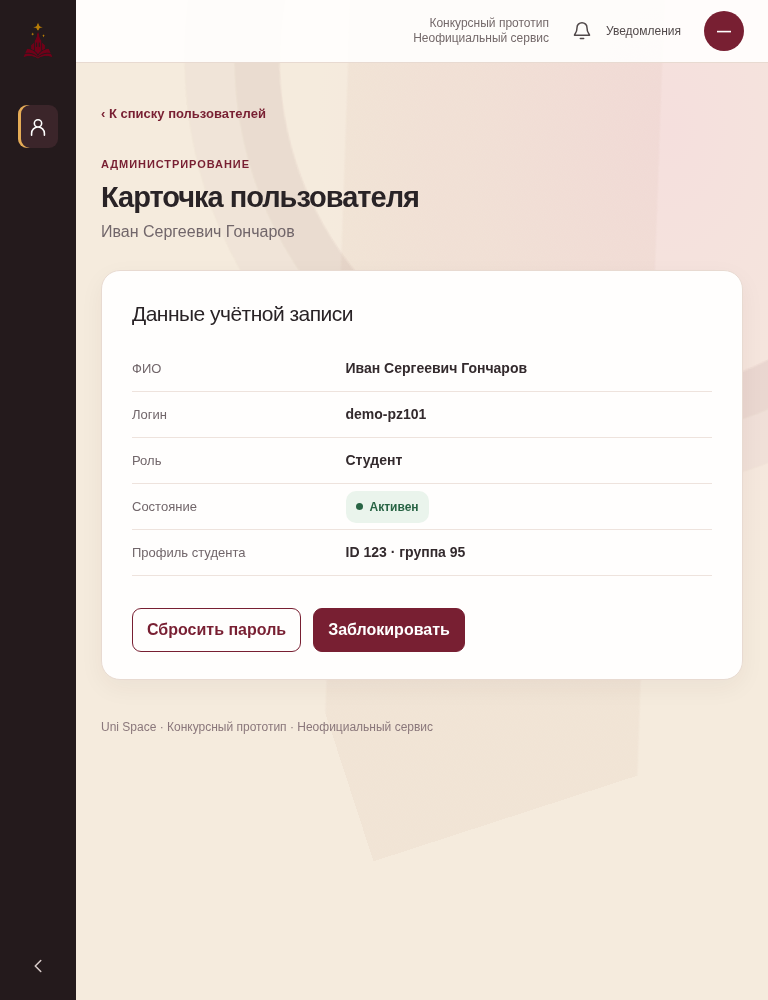 Конкурсный прототип
Неофициальный сервис
Уведомления
‹ К списку пользователей
АДМИНИСТРИРОВАНИЕ
Карточка пользователя
Иван Сергеевич Гончаров
Данные учётной записи
ФИО Иван Сергеевич Гончаров
Логин demo-pz101
Роль Студент
Состояние Активен
Профиль студента ID 123 · группа 95
Сбросить пароль Заблокировать
Uni Space · Конкурсный прототип · Неофициальный сервис